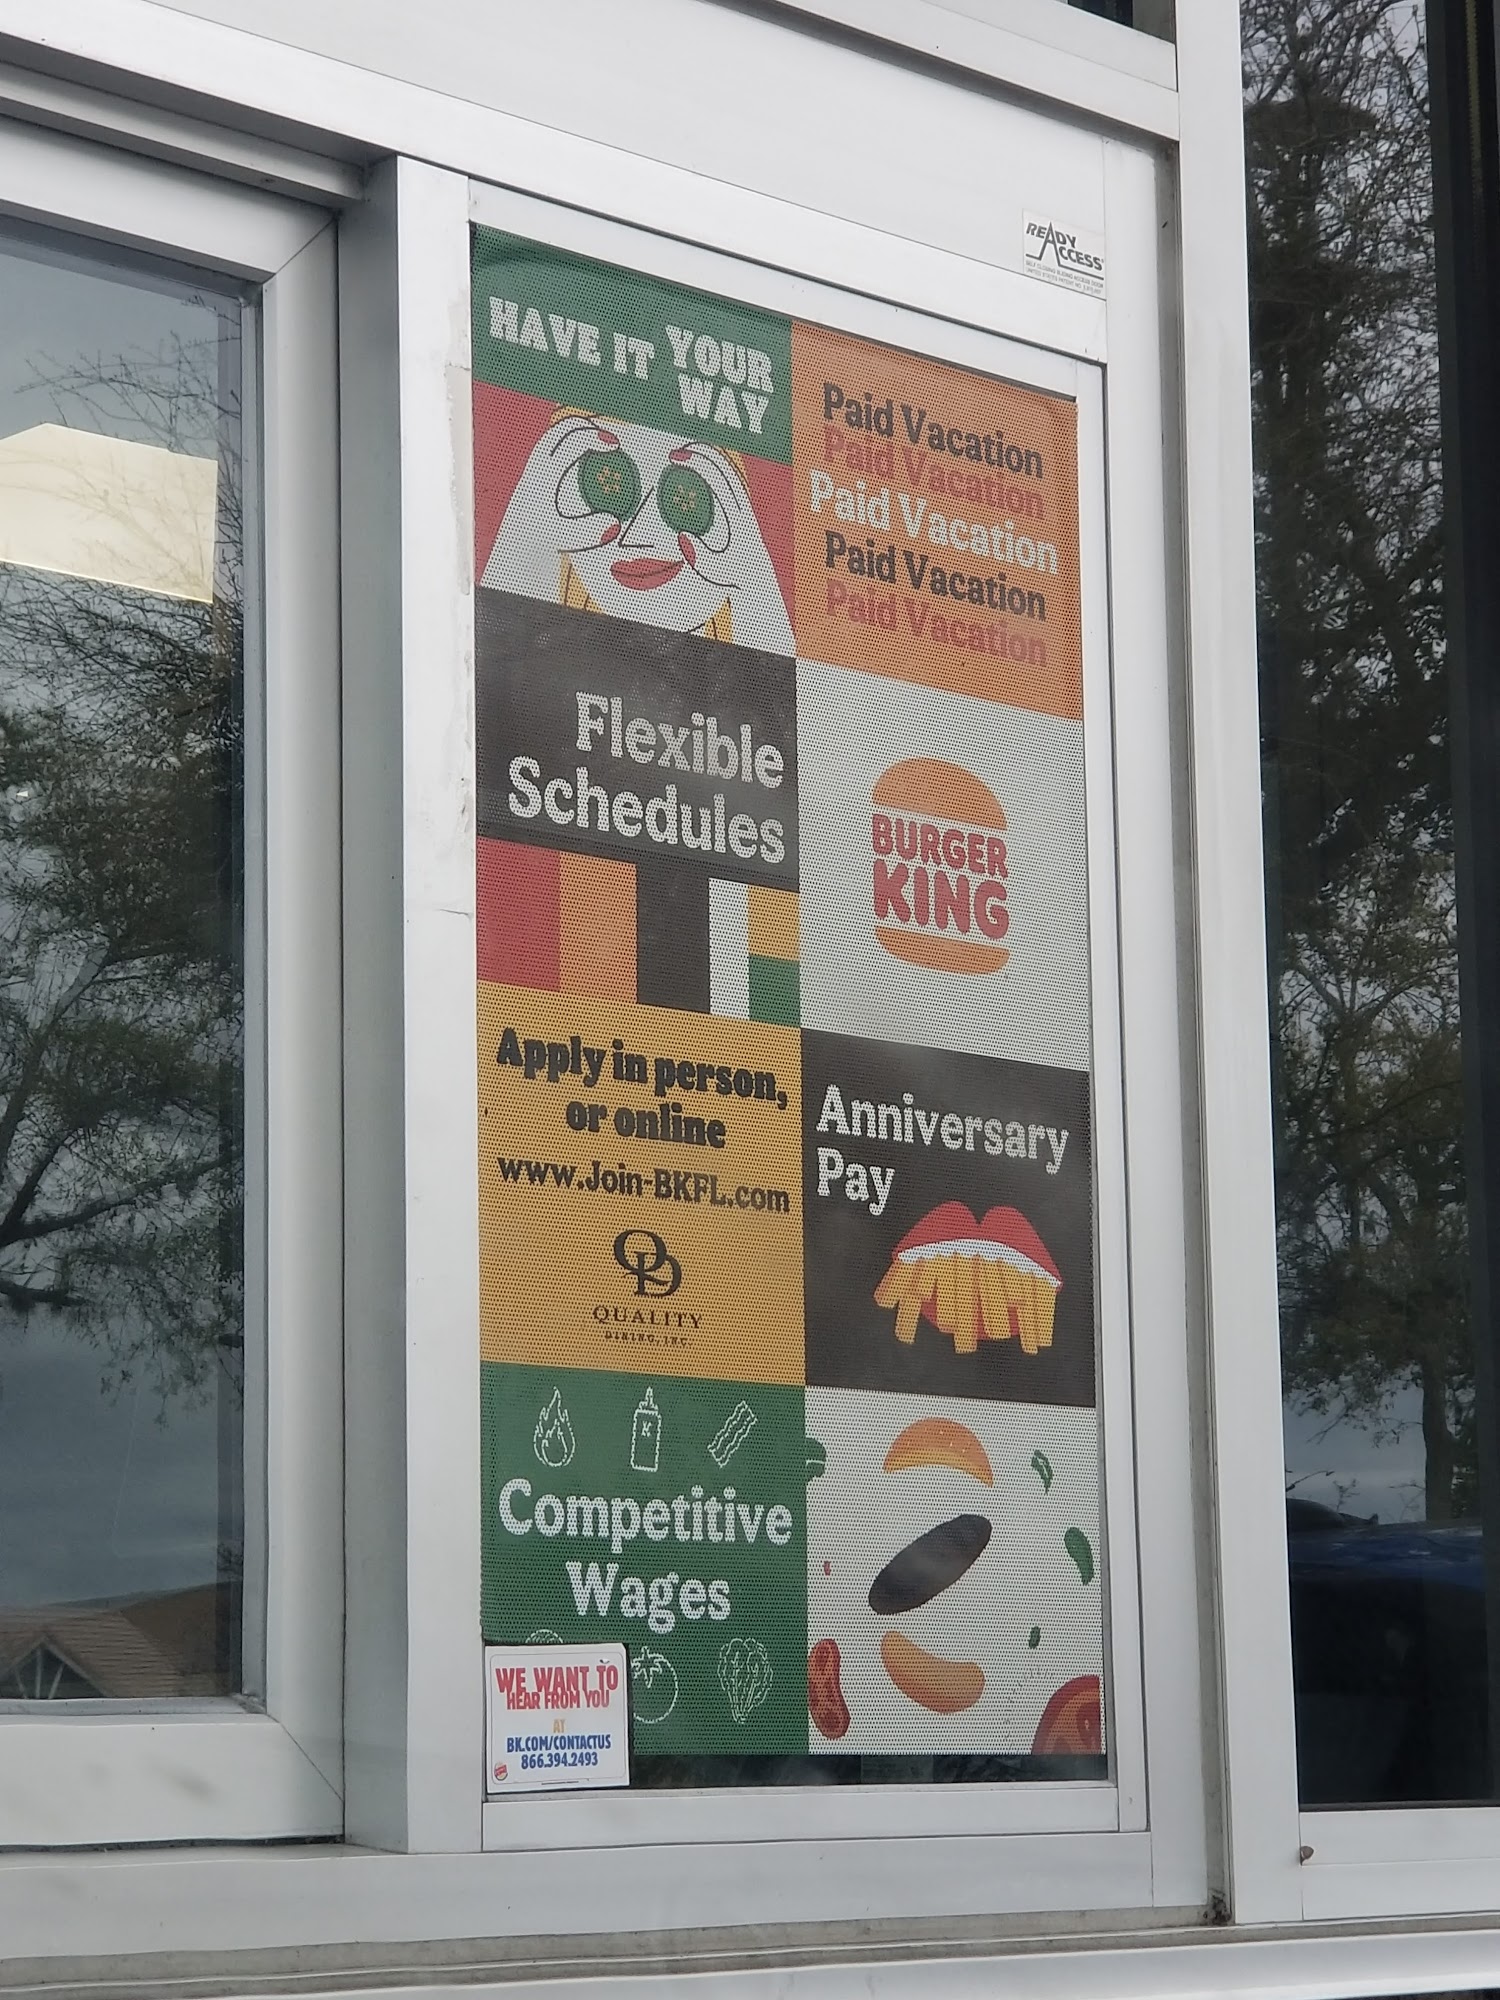 READY
ACCESS
HAVE IT YOUR
WAY
Paid Vacation
Paid Vacation
Paid Vacation
Paid Vacation
Paid Vacation
Flexible
Schedules
BURGER
KING
Apply in person,
or online
www.Join-BKFL.com
QD
QUALITY
DINING, INC.
Anniversary
Pay
K
Competitive
Wages
WE WANT TO
HEAR FROM YOU
AT
BK.COM/CONTACTUS
866.394.2493